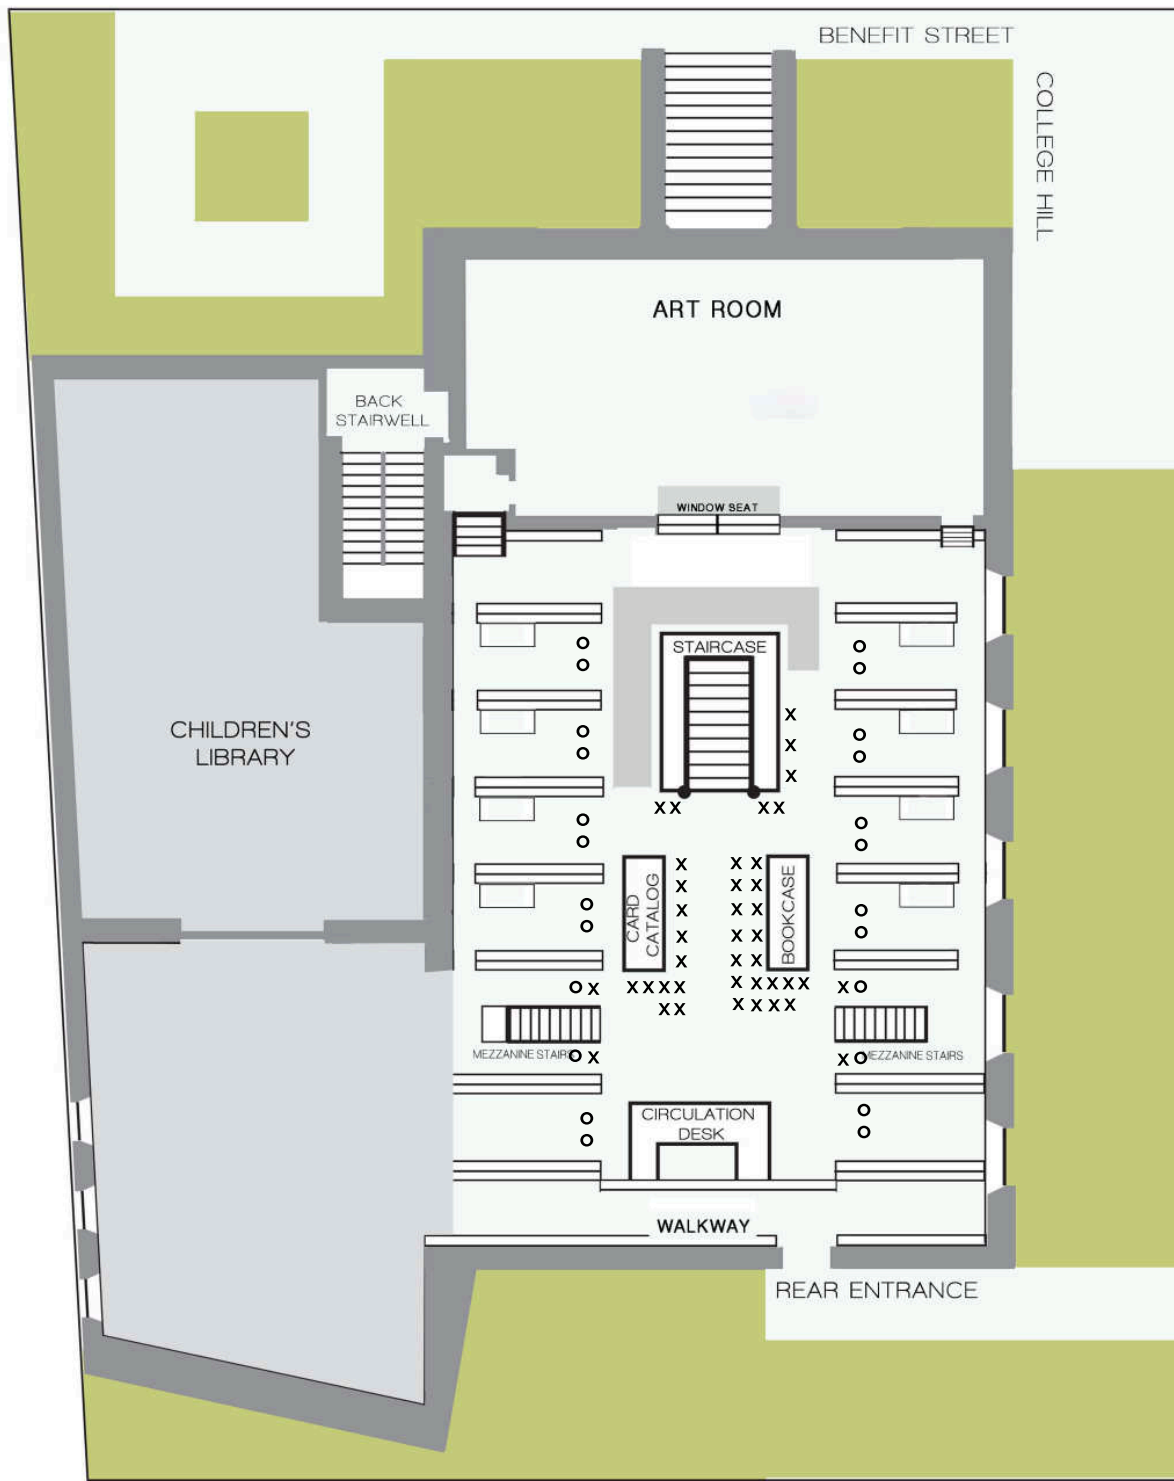 BENEFIT STREET
COLLEGE HILL
ART ROOM
BACK
STAIRWELL
WINDOW SEAT
STAIRCASE
CHILDREN'S
LIBRARY
x
x
x
x x x x
CARD
CATALOG
BOOKCASE
x x x
x x x
x x x
x x x
x x x
o x x x x x x x x x x x o
x x x x x x
MEZZANINE STAIRS
MEZZANINE STAIRS
o x x o
CIRCULATION
DESK
WALKWAY
REAR ENTRANCE